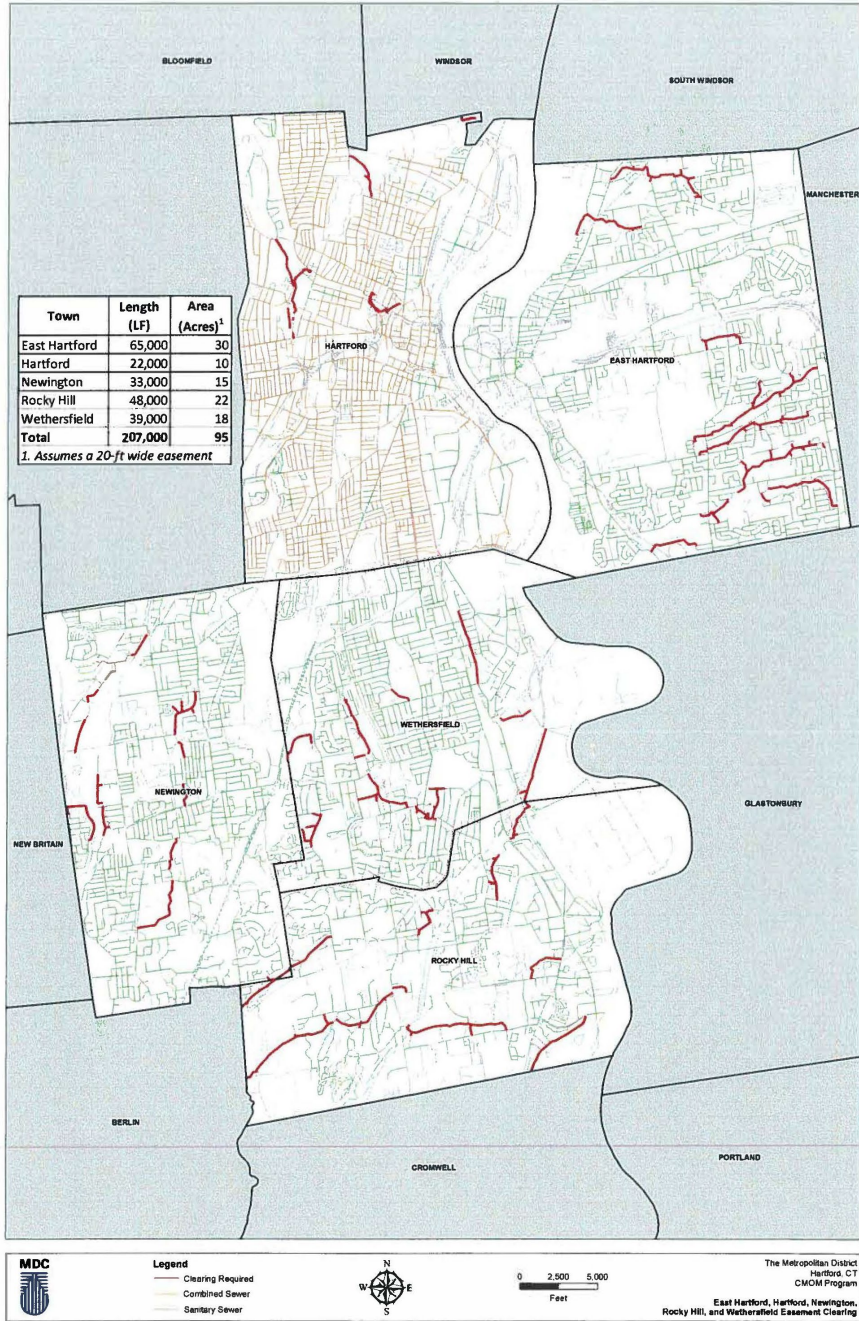 BLOOMFIELD
WINDSOR
SOUTH WINDSOR
MANCHESTER
Town Length (LF) Area (Acres)1
East Hartford 65,000 30
Hartford 22,000 10
Newington 33,000 15
Rocky Hill 48,000 22
Wethersfield 39,000 18
Total 207,000 95
1. Assumes a 20-ft wide easement
HARTFORD
EAST HARTFORD
WETHERSFIELD
NEWINGTON
NEW BRITAIN
GLASTONBURY
ROCKY HILL
BERLIN
CROMWELL
PORTLAND
MDC
Legend
Clearing Required
Combined Sewer
Sanitary Sewer
N
W E
S
0 2,500 5,000
Feet
The Metropolitan District
Hartford, CT
CMOM Program
East Hartford, Hartford, Newington,
Rocky Hill, and Wethersfield Easement Clearing